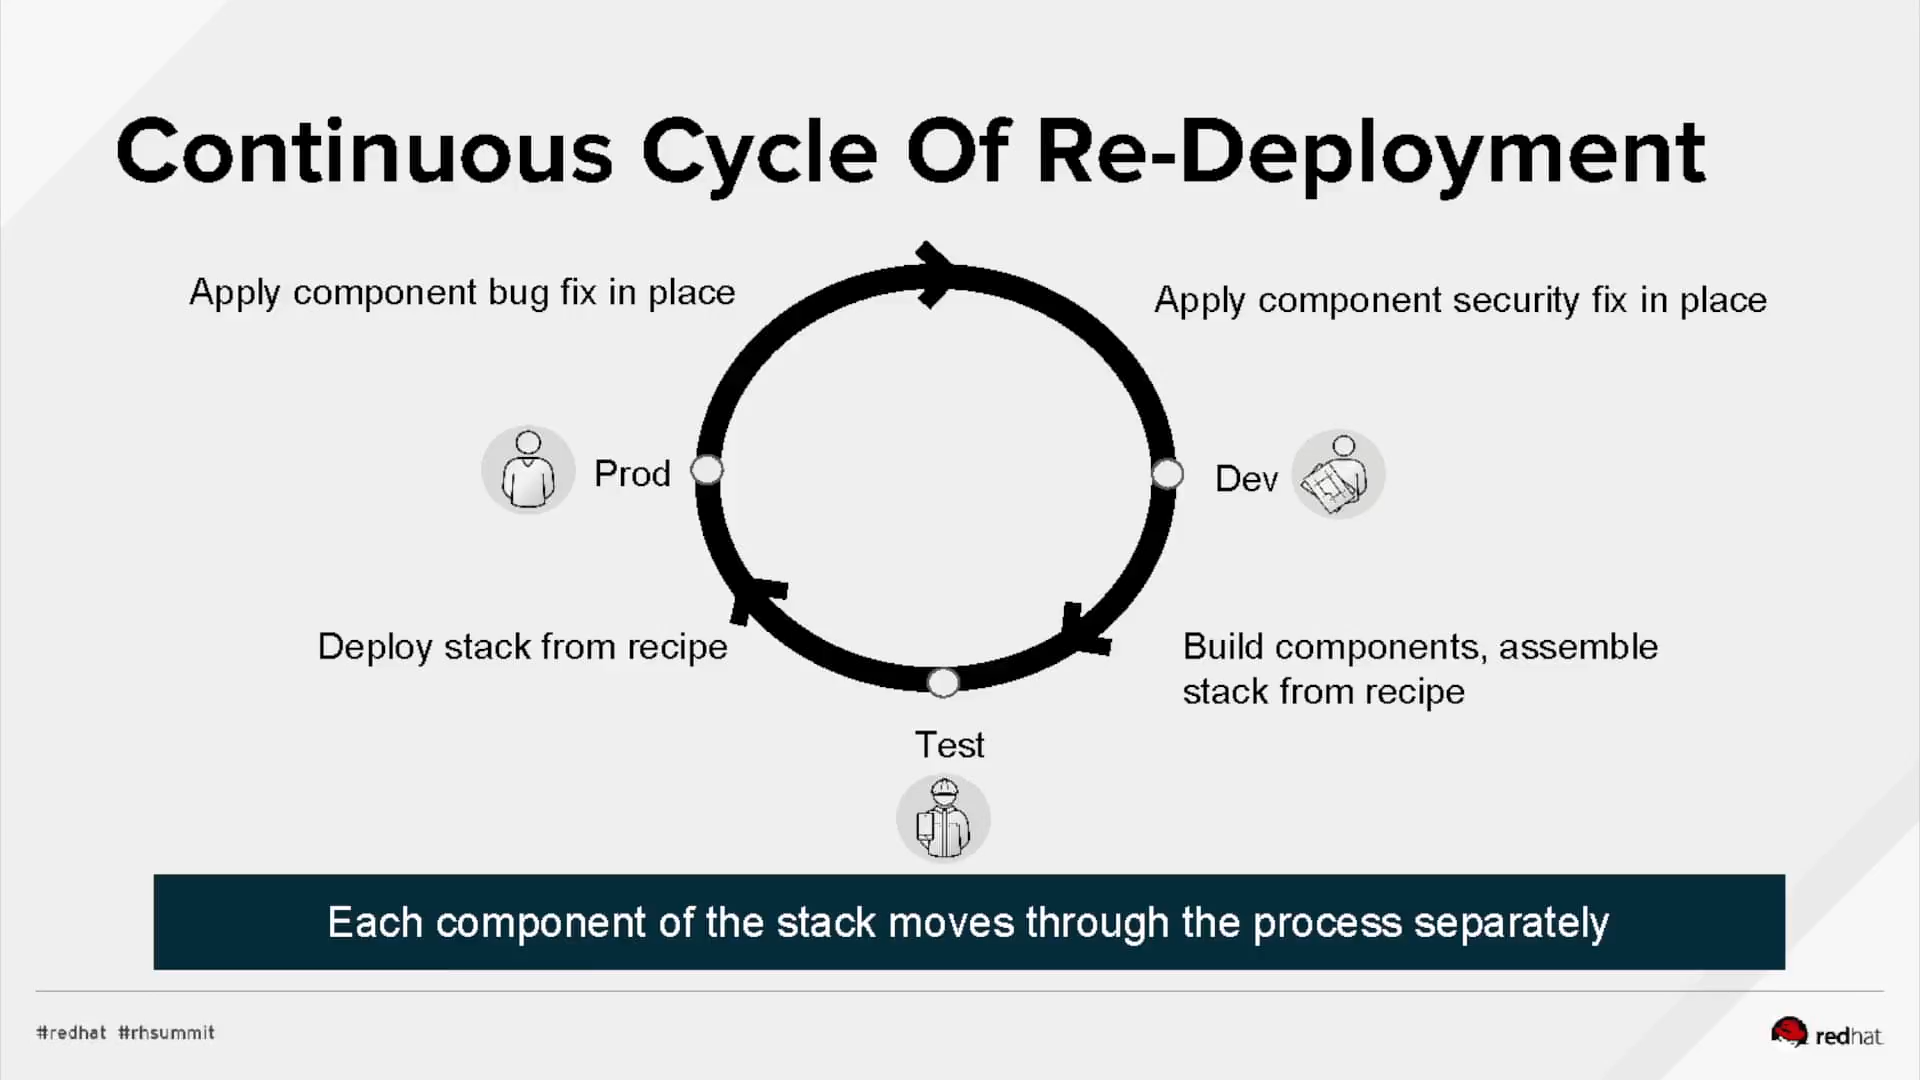 Continuous Cycle Of Re-Deployment
Apply component bug fix in place
Apply component security fix in place
Prod
Dev
Deploy stack from recipe
Build components, assemble
stack from recipe
Test
Each component of the stack moves through the process separately
#redhat #rhsummit
redhat